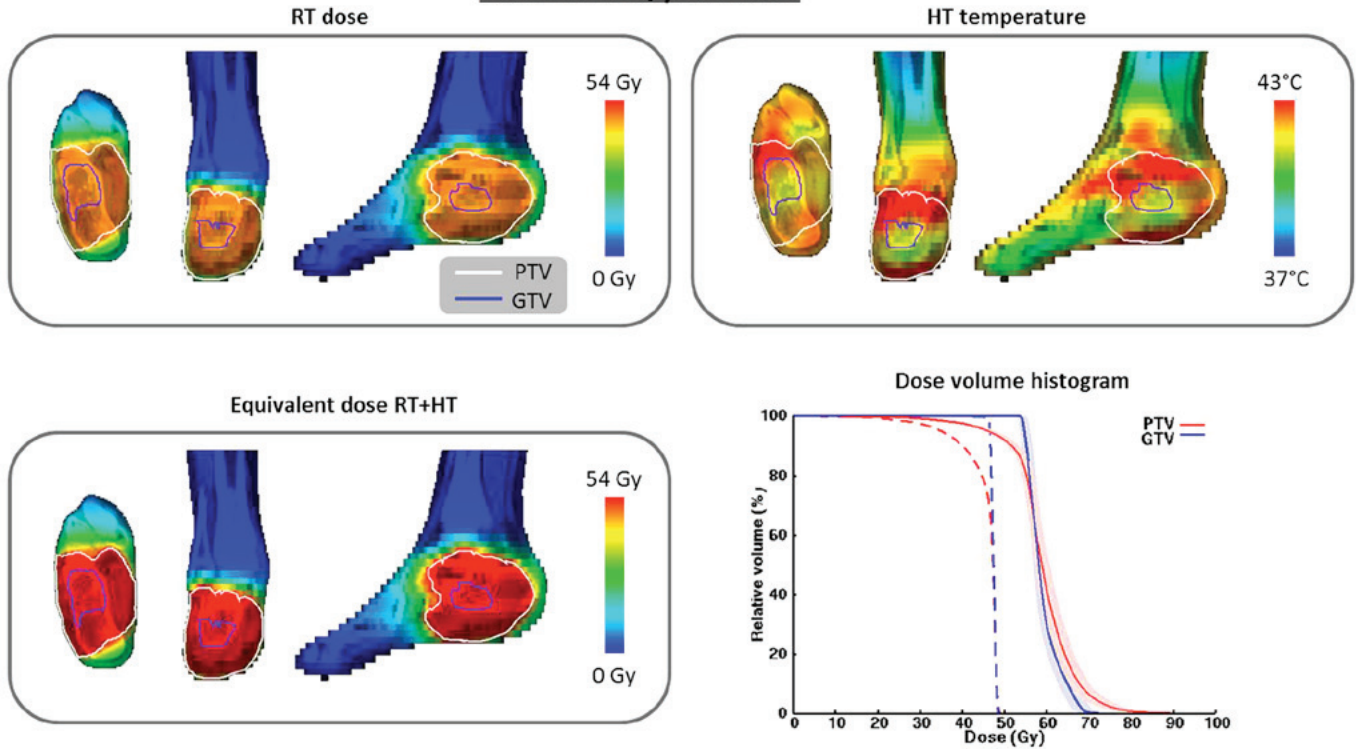 RT dose
54 Gy
0 Gy
PTV
GTV
HT temperature
43°C
37°C
Equivalent dose RT+HT
54 Gy
0 Gy
Dose volume histogram
PTV
GTV
Relative volume (%)
100
80
60
40
20
0
0 10 20 30 40 50 60 70 80 90 100
Dose (Gy)